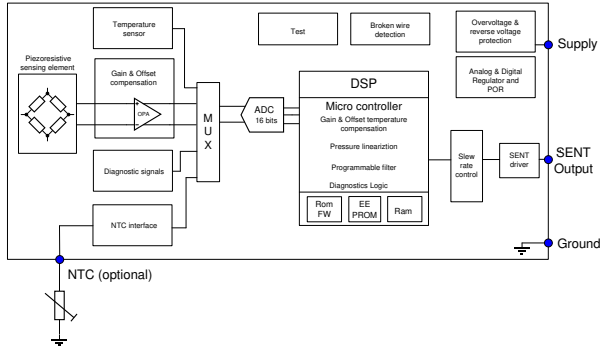 Temperature
sensor
Test
Broken wire
detection
Overvoltage &
reverse voltage
protection
Supply
Piezoresistive
sensing element
Gain & Offset
compensation
+
OPA
−
MUX
ADC
16 bits
DSP
Micro controller
Gain & Offset temperature
compensation
Pressure lineariztion
Programmable filter
Diagnostics Logic
Rom
FW
EE
PROM
Ram
Analog & Digital
Regulator and
POR
Slew
rate
control
SENT
driver
SENT
Output
Diagnostic signals
NTC interface
Ground
NTC (optional)